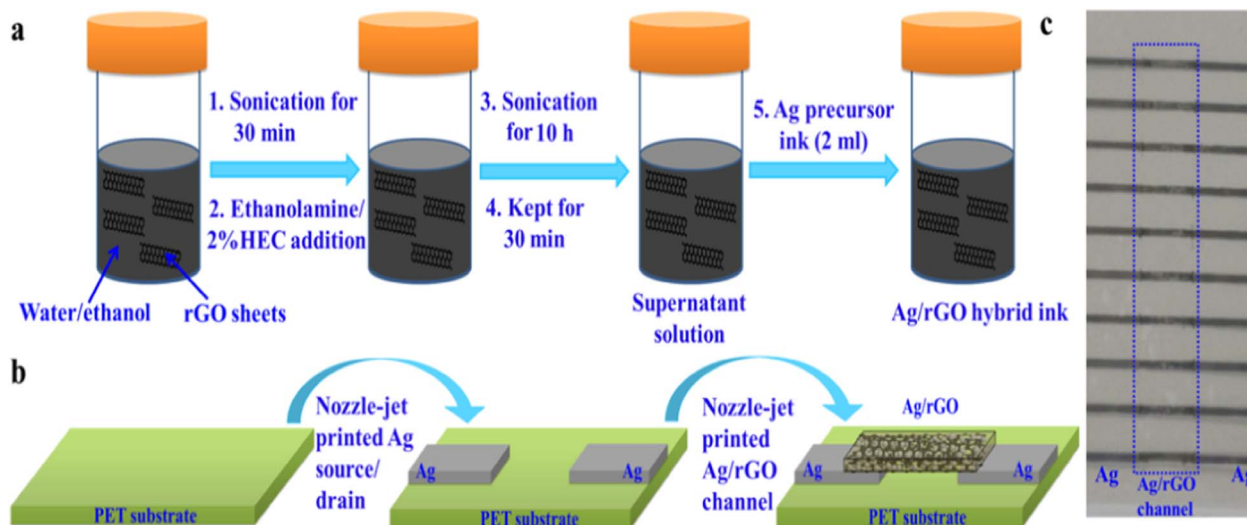 a
1. Sonication for
30 min
2. Ethanolamine/
2%HEC addition
3. Sonication
for 10 h
4. Kept for
30 min
5. Ag precursor
ink (2 ml)
Water/ethanol
rGO sheets
Supernatant
solution
Ag/rGO hybrid ink
b
PET substrate
Nozzle-jet
printed Ag
source/
drain
Ag
Ag
PET substrate
Nozzle-jet
printed
Ag/rGO
channel
Ag/rGO
Ag
Ag
PET substrate
c
Ag
Ag/rGO
channel